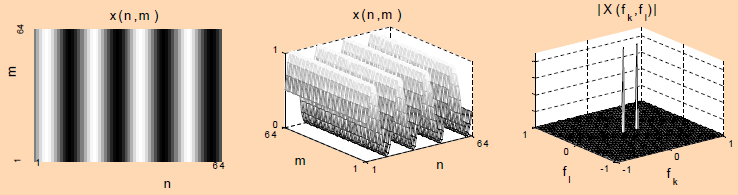 x(n,m)
64
m
1
1
64
n
x(n,m)
1
0
64
m
1
n
64
|X(f_k,f_l)|
1
0
f_l
-1
-1
0
f_k
1